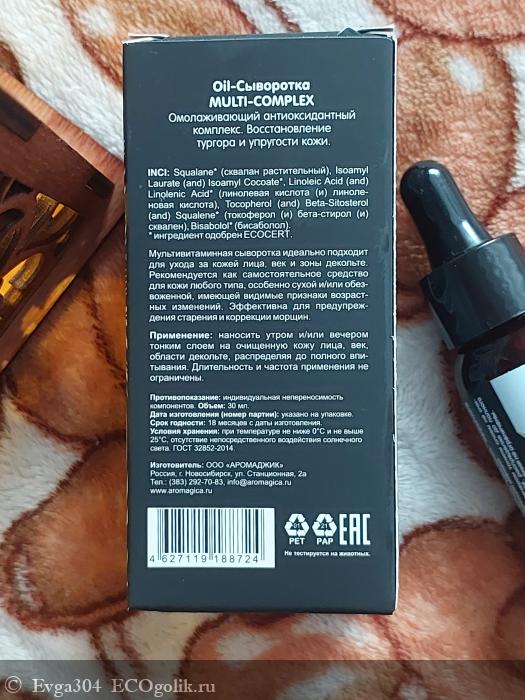 Oil-Сыворотка
MULTI-COMPLEX
Омолаживающий антиоксидантный
комплекс. Восстановление
тургора и упругости кожи.
INCI: Squalane* (сквалан растительный), Isoamyl
Laurate (and) Isoamyl Cocoate*, Linoleic Acid (and)
Linolenic Acid* (линолевая кислота (и) линоле-
новая кислота), Tocopherol (and) Beta-Sitosterol
(and) Squalene* (токоферол (и) бета-стирол (и)
сквален), Bisabolol* (бисаболол).
* ингредиент одобрен ECOCERT.
Мультивитаминная сыворотка идеально подходит
для ухода за кожей лица, век и зоны декольте.
Рекомендуется как самостоятельное средство
для кожи любого типа, особенно сухой и/или обез-
воженной, имеющей видимые признаки возраст-
ных изменений. Эффективна для предупреж-
дения старения и коррекции морщин.
Применение: наносить утром и/или вечером
тонким слоем на очищенную кожу лица, век,
области декольте, распределяя до полного впи-
тывания. Длительность и частота применения не
ограничены.
Противопоказание: индивидуальная непереносимость
компонентов. Объем: 30 мл.
Дата изготовления (номер партии): указано на упаковке.
Срок годности: 18 месяцев с даты изготовления.
Условия хранения: при температуре не ниже 0°С и не выше
25°С, отсутствие непосредственного воздействия солнечного
света. ГОСТ 32852-2014.
Изготовитель: ООО «АРОМАДЖИК»
Россия, г. Новосибирск, ул. Станционная, 2а
Тел.: (383) 292-70-83, info@aromagica.ru
www.aromagica.ru
4 627119 188724
01 21 EAC
PET PAP
Не тестируется на животных.
© Evga304 ECOgolik.ru